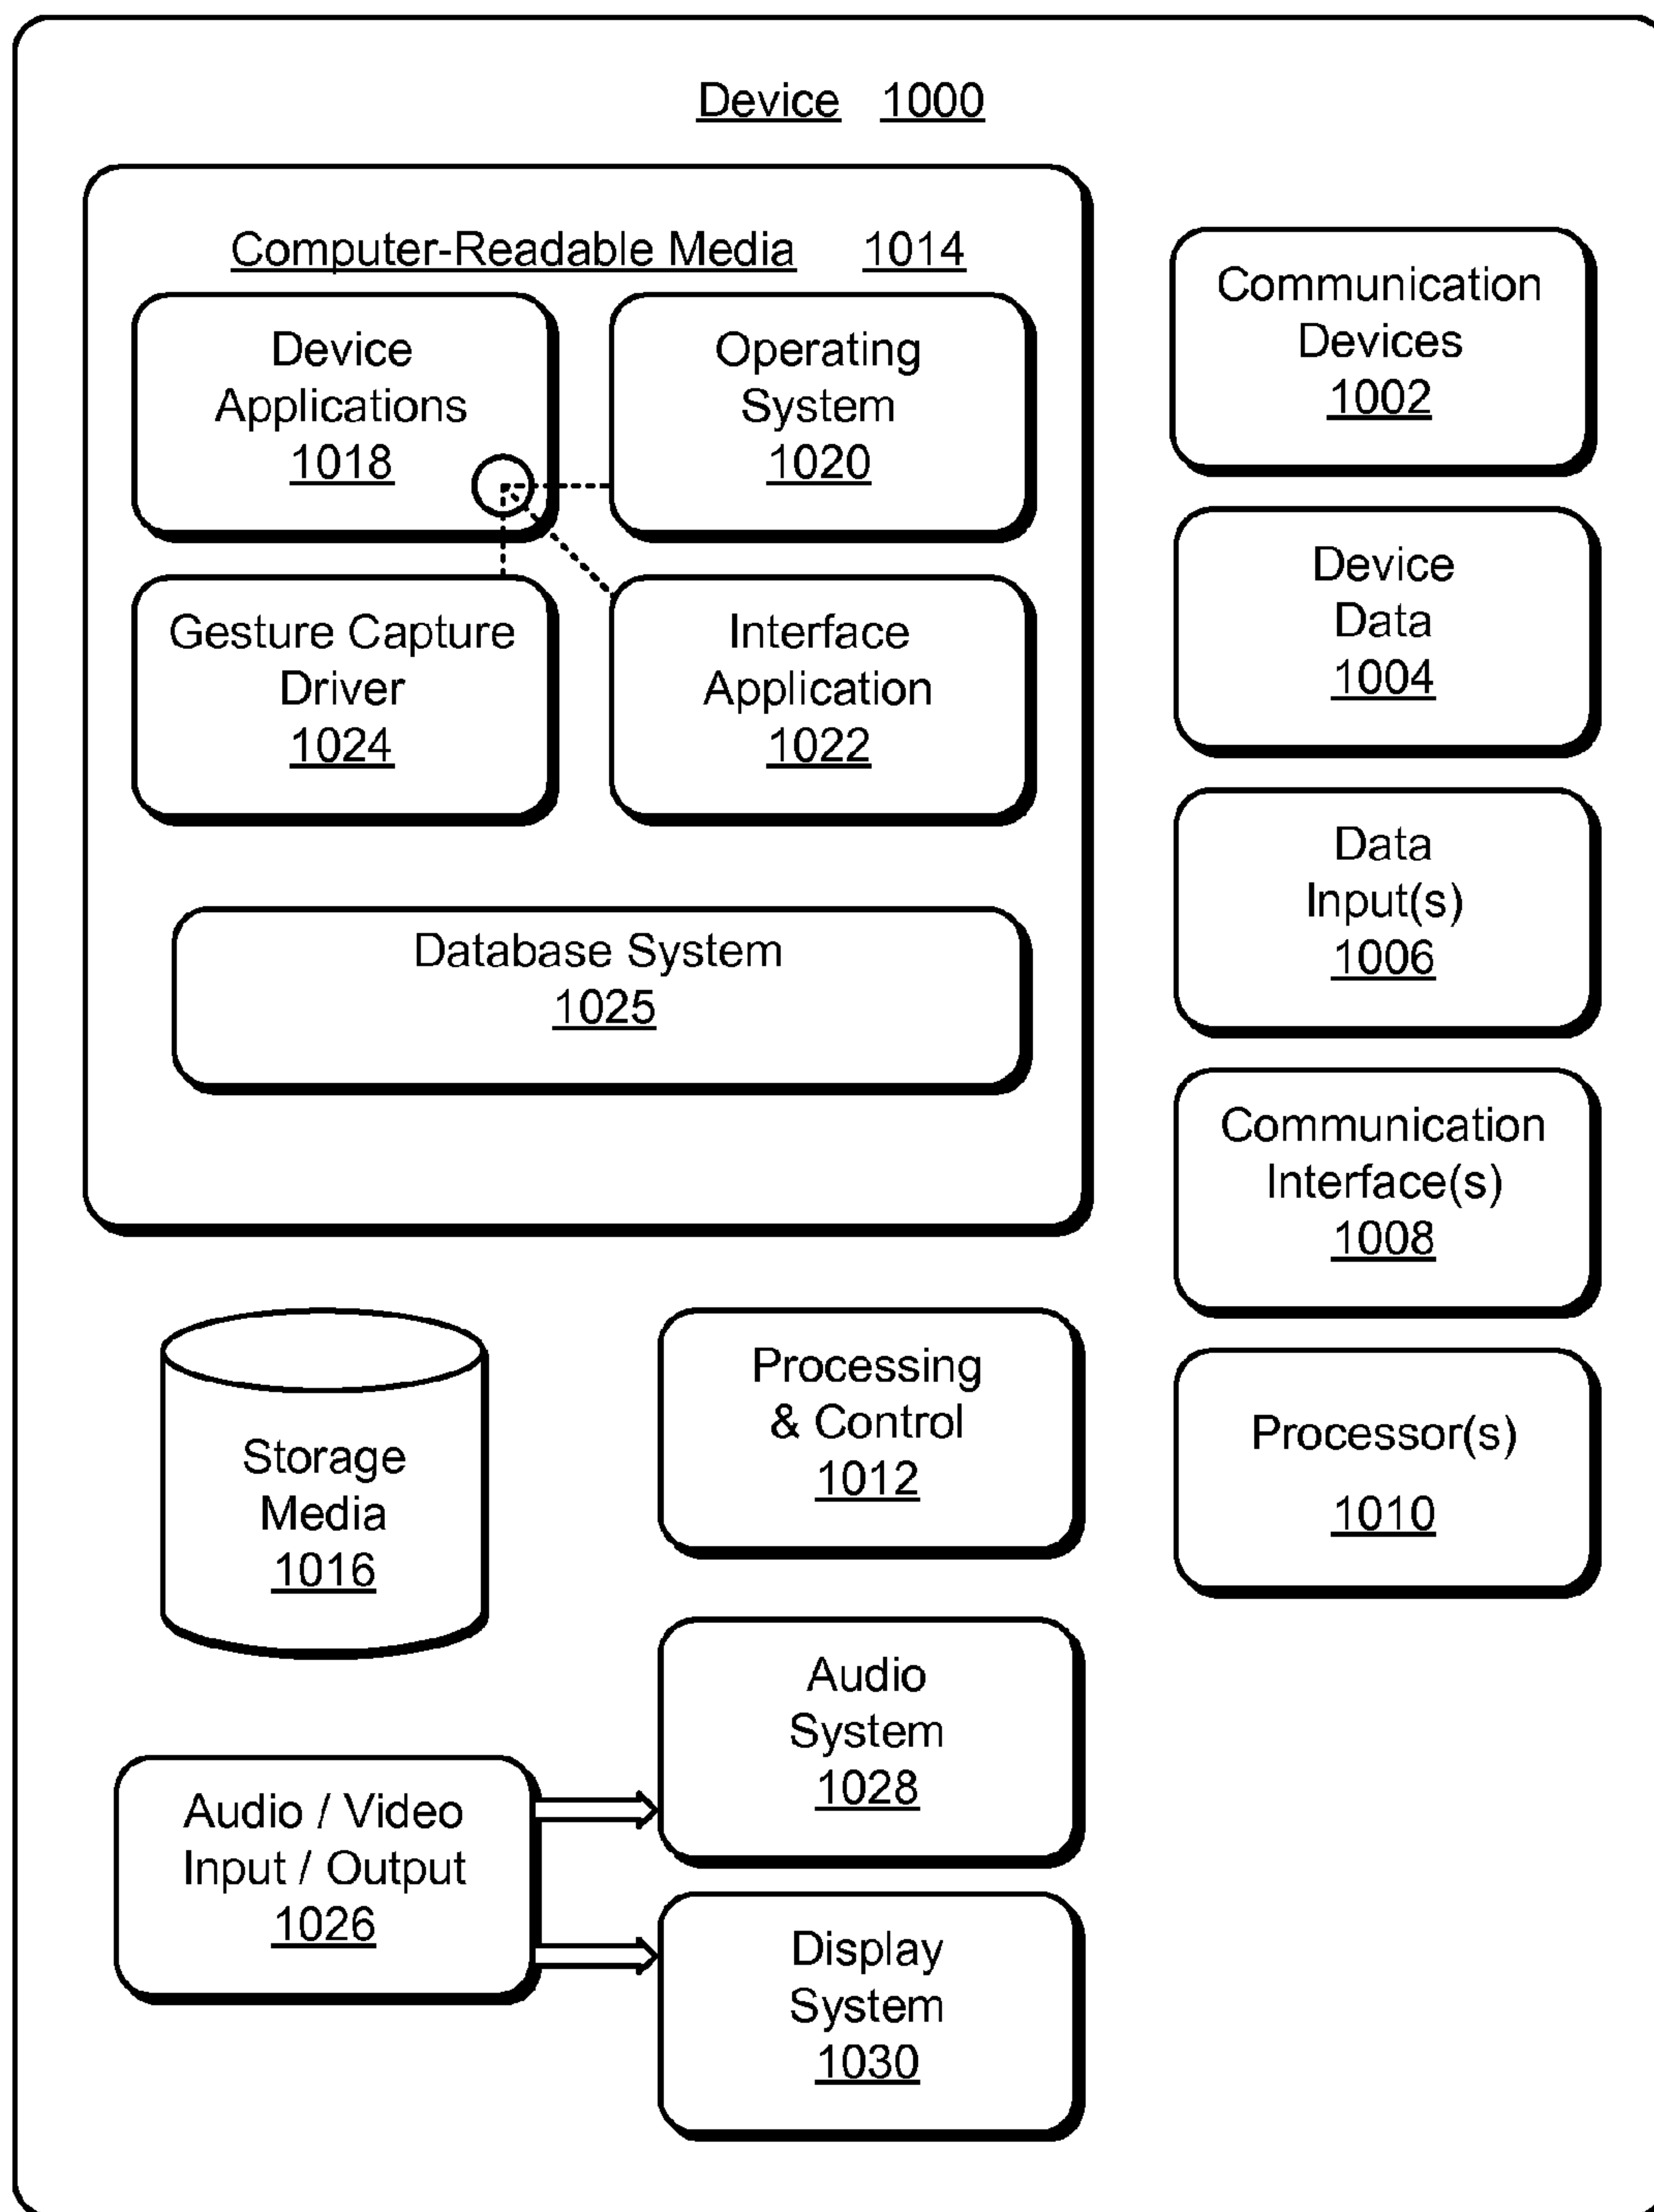 Device 1000
Computer-Readable Media 1014
Device
Applications
1018
Operating
System
1020
Gesture Capture
Driver
1024
Interface
Application
1022
Database System
1025
Communication
Devices
1002
Device
Data
1004
Data
Input(s)
1006
Communication
Interface(s)
1008
Processor(s)
1010
Storage
Media
1016
Processing
& Control
1012
Audio / Video
Input / Output
1026
Audio
System
1028
Display
System
1030